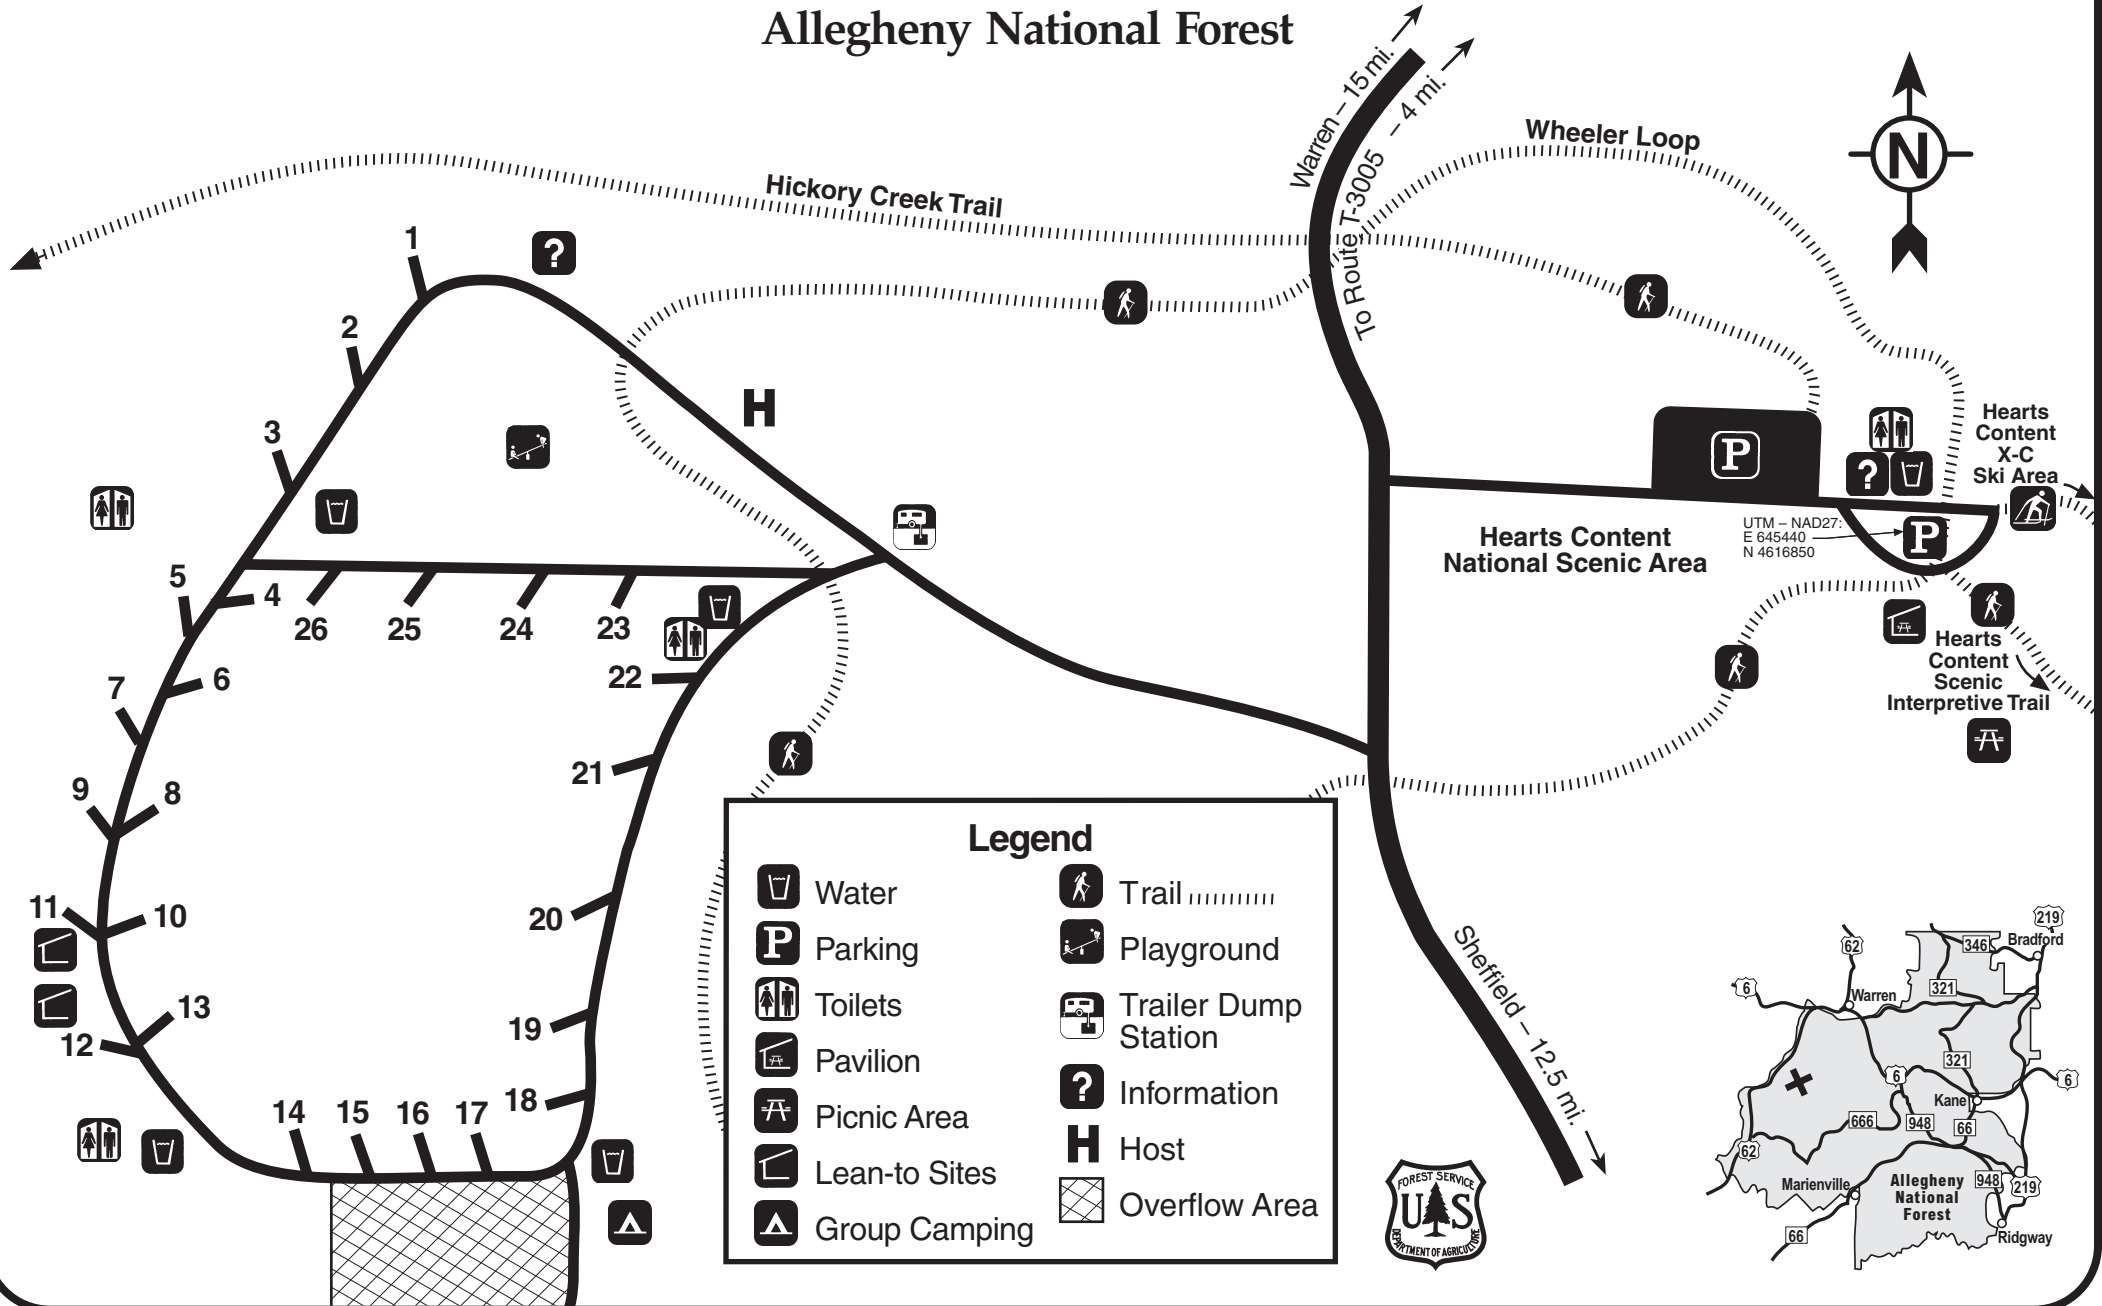 Allegheny National Forest
Warren – 15 mi.
To Route T-3005 – 4 mi.
Wheeler Loop
N
Hickory Creek Trail
1
?
2
H
3
Hearts
Content
X-C
Ski Area
P
?
UTM – NAD27:
E 645440
N 4616850
P
Hearts Content
National Scenic Area
5
4
26
25
24
23
22
6
7
Hearts
Content
Scenic
Interpretive Trail
21
9
8
11
10
20
13
12
19
18
14
15
16
17
Legend
Water
P Parking
Toilets
Pavilion
Picnic Area
Lean-to Sites
Group Camping
Trail
Playground
Trailer Dump
Station
? Information
H Host
Overflow Area
Sheffield – 12.5 mi.
FOREST SERVICE
U S
DEPARTMENT OF AGRICULTURE
219
62
346
Bradford
6
321
Warren
321
6
6
Kane
666
948
66
62
Marienville
948
219
Allegheny
National
Forest
66
Ridgway